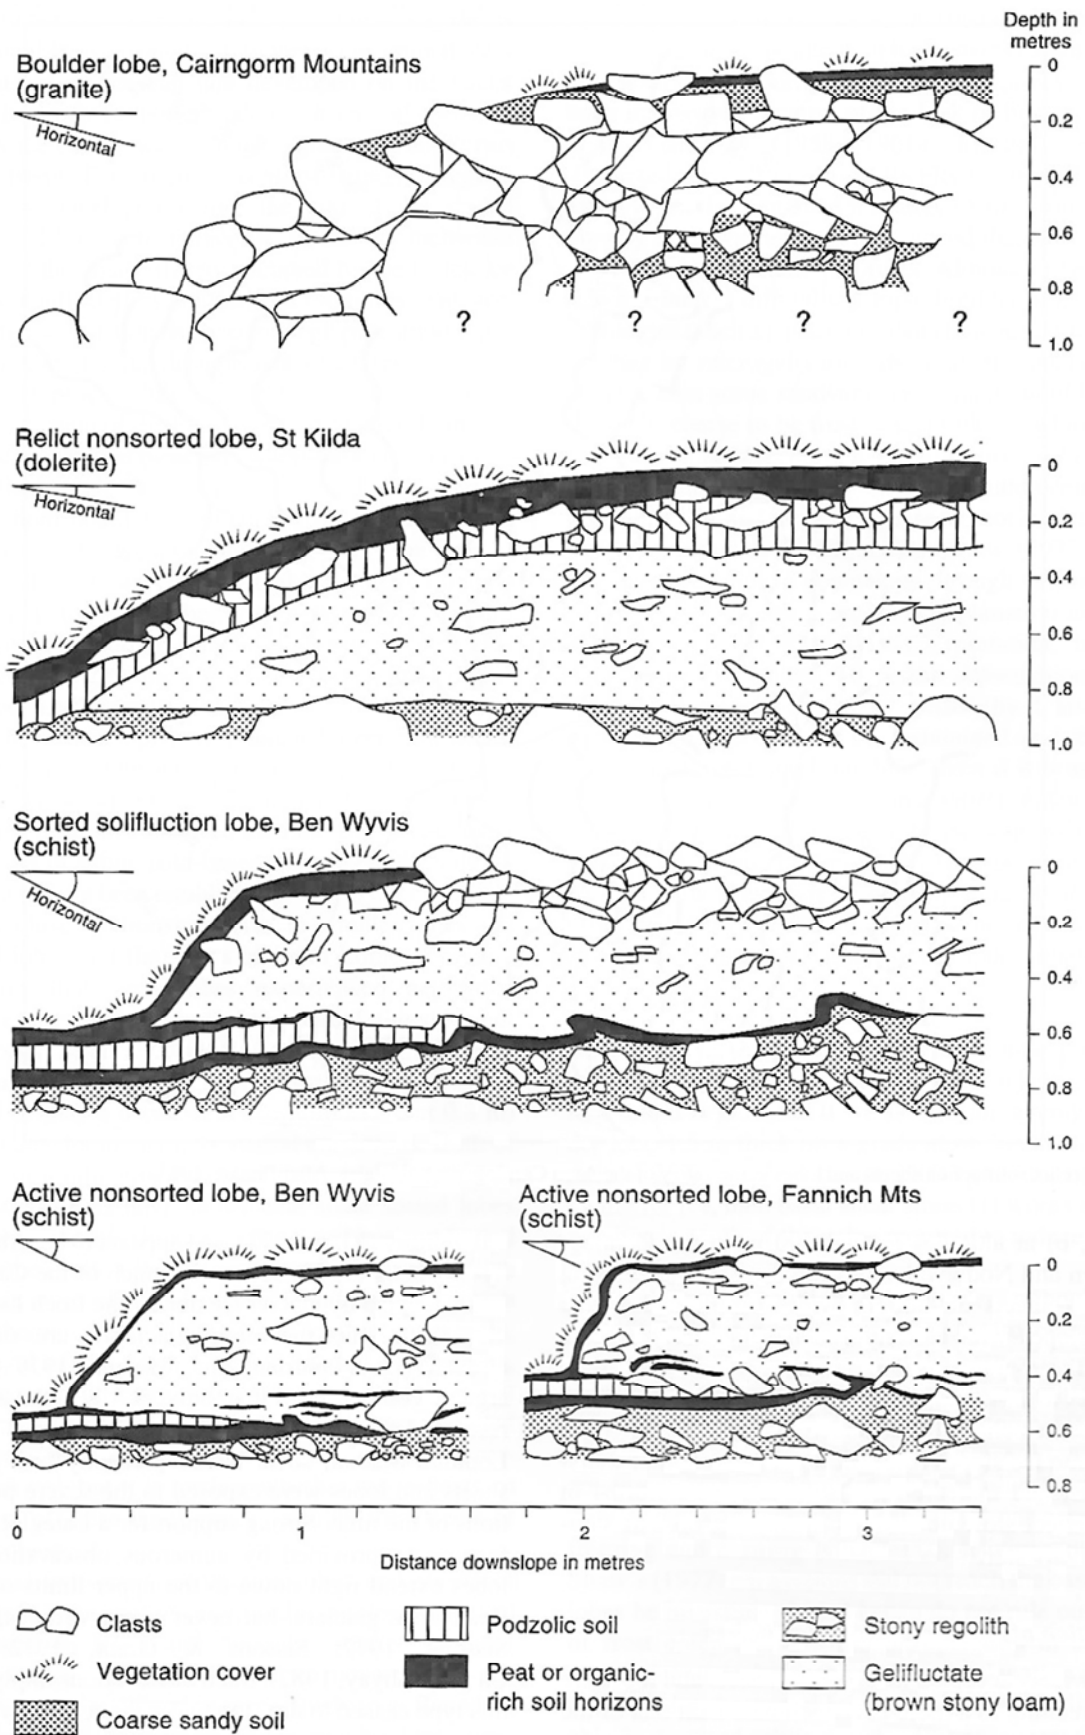 Depth in
metres
Boulder lobe, Cairngorm Mountains
(granite)
Horizontal
0
0.2
0.4
0.6
0.8
1.0
?
?
?
?
Relict nonsorted lobe, St Kilda
(dolerite)
Horizontal
0
0.2
0.4
0.6
0.8
1.0
Sorted solifluction lobe, Ben Wyvis
(schist)
Horizontal
0
0.2
0.4
0.6
0.8
1.0
Active nonsorted lobe, Ben Wyvis
(schist)
Active nonsorted lobe, Fannich Mts
(schist)
0
0.2
0.4
0.6
0.8
0 1 2 3
Distance downslope in metres
Clasts
Vegetation cover
Coarse sandy soil
Podzolic soil
Peat or organic-
rich soil horizons
Stony regolith
Gelifluctate
(brown stony loam)